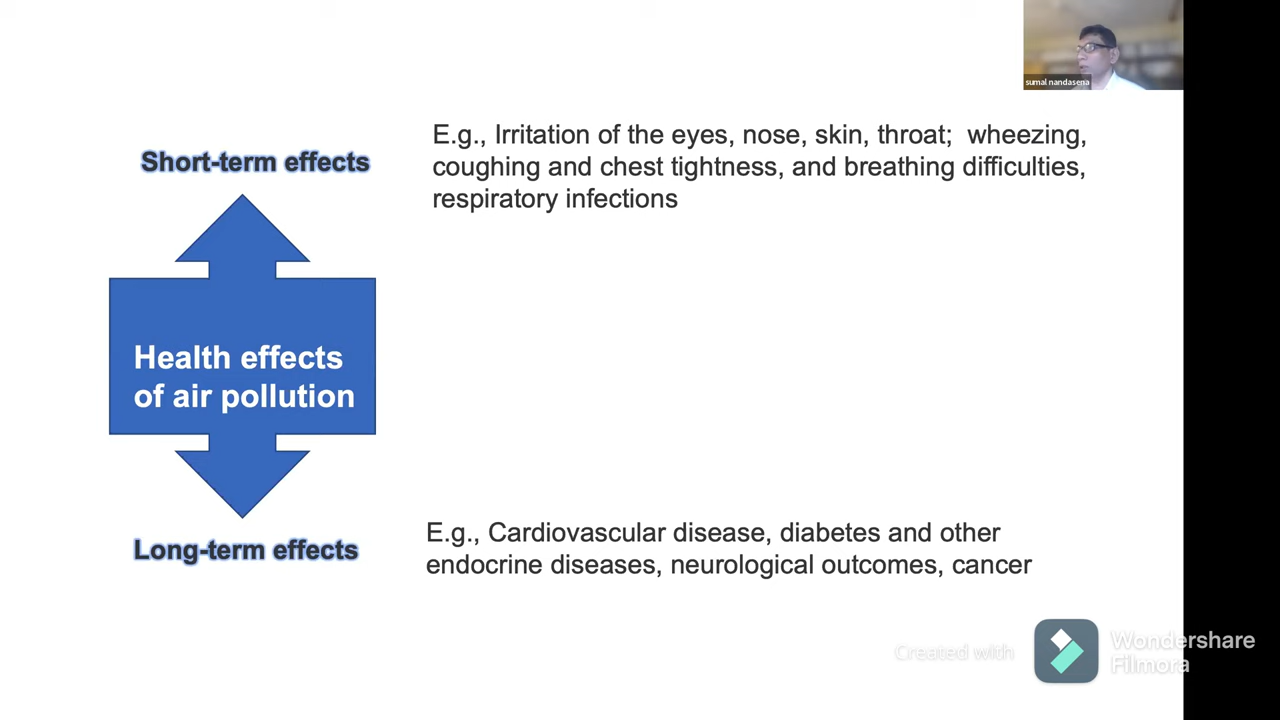 sumal nandasena
Short-term effects
E.g., Irritation of the eyes, nose, skin, throat;  wheezing,
coughing and chest tightness, and breathing difficulties,
respiratory infections
Health effects
of air pollution
Long-term effects
E.g., Cardiovascular disease, diabetes and other
endocrine diseases, neurological outcomes, cancer
Created with
Wondershare
Filmora